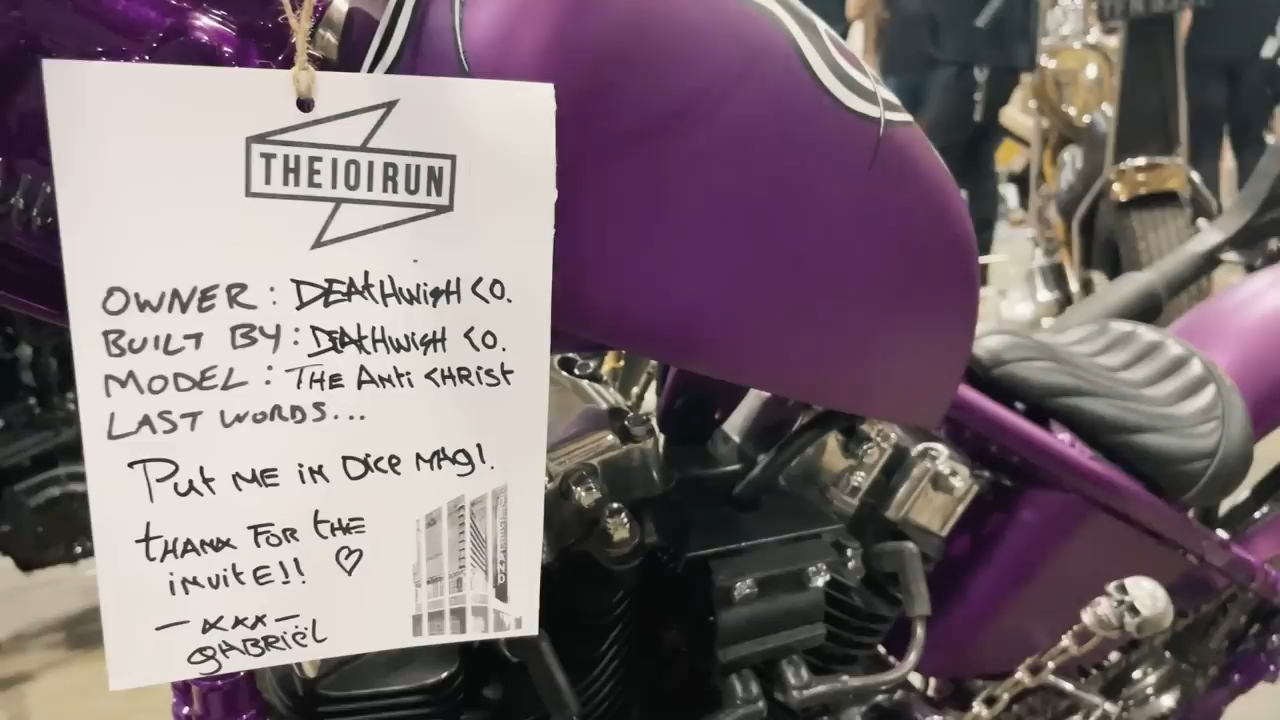 THE101RUN
OWNER: DEAtHWisH CO.
BUILT BY: DEAtHWisH CO.
MODEL: THE Anti CHRIST
LAST WORDS...
Put ME in Dice MAg!.
tHANX FOR tHE
invitE!! ♡
— xxx —
gABRiëL